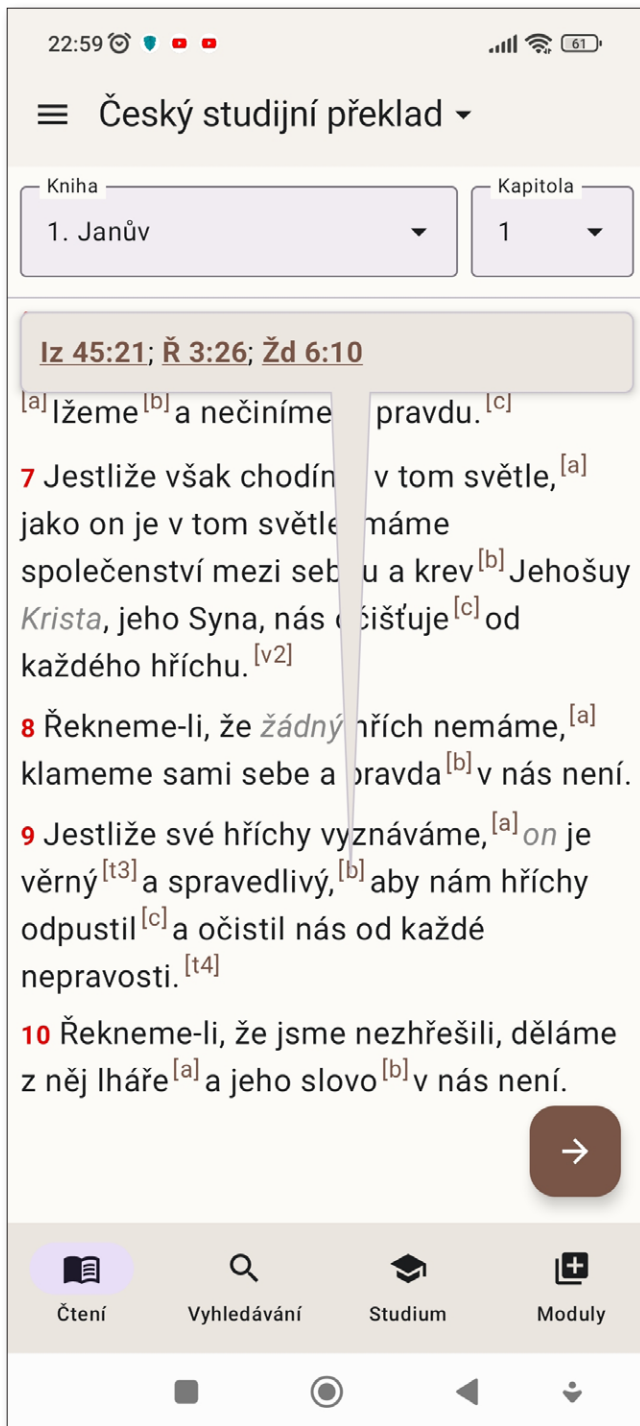 22:59
61
Český studijní překlad
Kniha
Kapitola
1. Janův
1
Iz 45:21; Ř 3:26; Žd 6:10
[a] lžeme [b] a nečiníme pravdu. [c]
7 Jestliže však chodím v tom světle, [a]
jako on je v tom světle máme
společenství mezi sebou a krev [b] Jehošuy
Krista, jeho Syna, nás očišťuje [c] od
každého hříchu. [v2]
8 Řekneme-li, že žádný hřích nemáme, [a]
klameme sami sebe a pravda [b] v nás není.
9 Jestliže své hříchy vyznáváme, [a] on je
věrný [t3] a spravedlivý, [b] aby nám hříchy
odpustil [c] a očistil nás od každé
nepravosti. [t4]
10 Řekneme-li, že jsme nezhřešili, děláme
z něj lháře [a] a jeho slovo [b] v nás není.
Čtení
Vyhledávání
Studium
Moduly